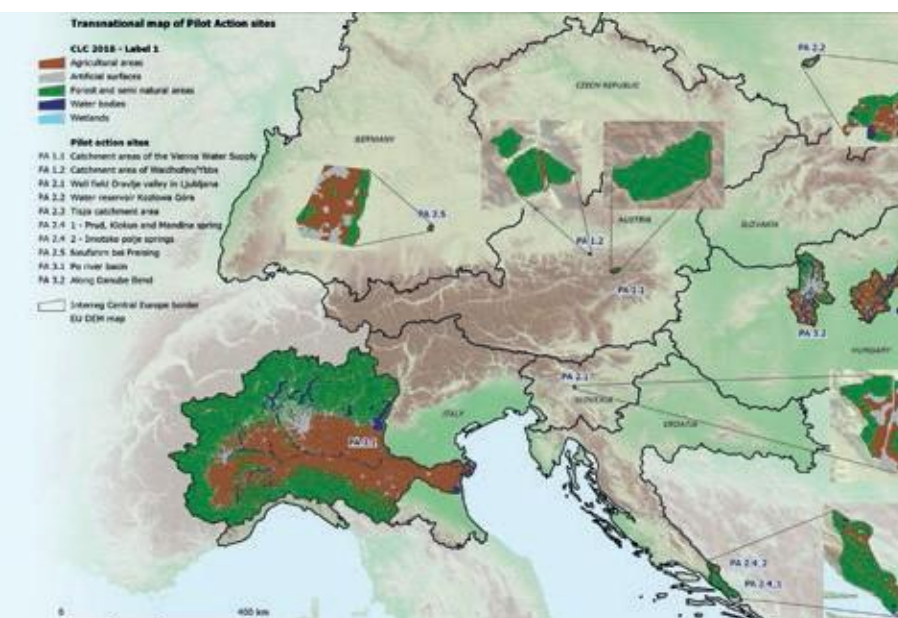 Transnational map of Pilot Action sites
CLC 2018 - Label 1
Agricultural areas
Artificial surfaces
Forest and semi natural areas
Water bodies
Wetlands
Pilot action sites
PA 1.1 Catchment areas of the Vienna Water Supply
PA 1.2 Catchment area of Waidhofen/Ybbs
PA 2.1 Well field Dravlje valley in Ljubljana
PA 2.2 Water reservoir Kozłowa Góra
PA 2.3 Tisza catchment area
PA 2.4 1 - Prud, Klokun and Mandina spring
PA 2.4 2 - Imotsko polje springs
PA 2.5 Neufahrn bei Freising
PA 3.1 Po river basin
PA 3.2 Along Danube Bend
Interreg Central Europe border
EU DEM map
PA 2.2
CZECH REPUBLIC
GERMANY
PA 2.5
AUSTRIA
SLOVAKIA
PA 1.2
PA 1.1
PA 3.2
HUNGARY
PA 2.1
SLOVENIA
ITALY
CROATIA
PA 3.1
PA 2.4_2
PA 2.4_1
0 400 km